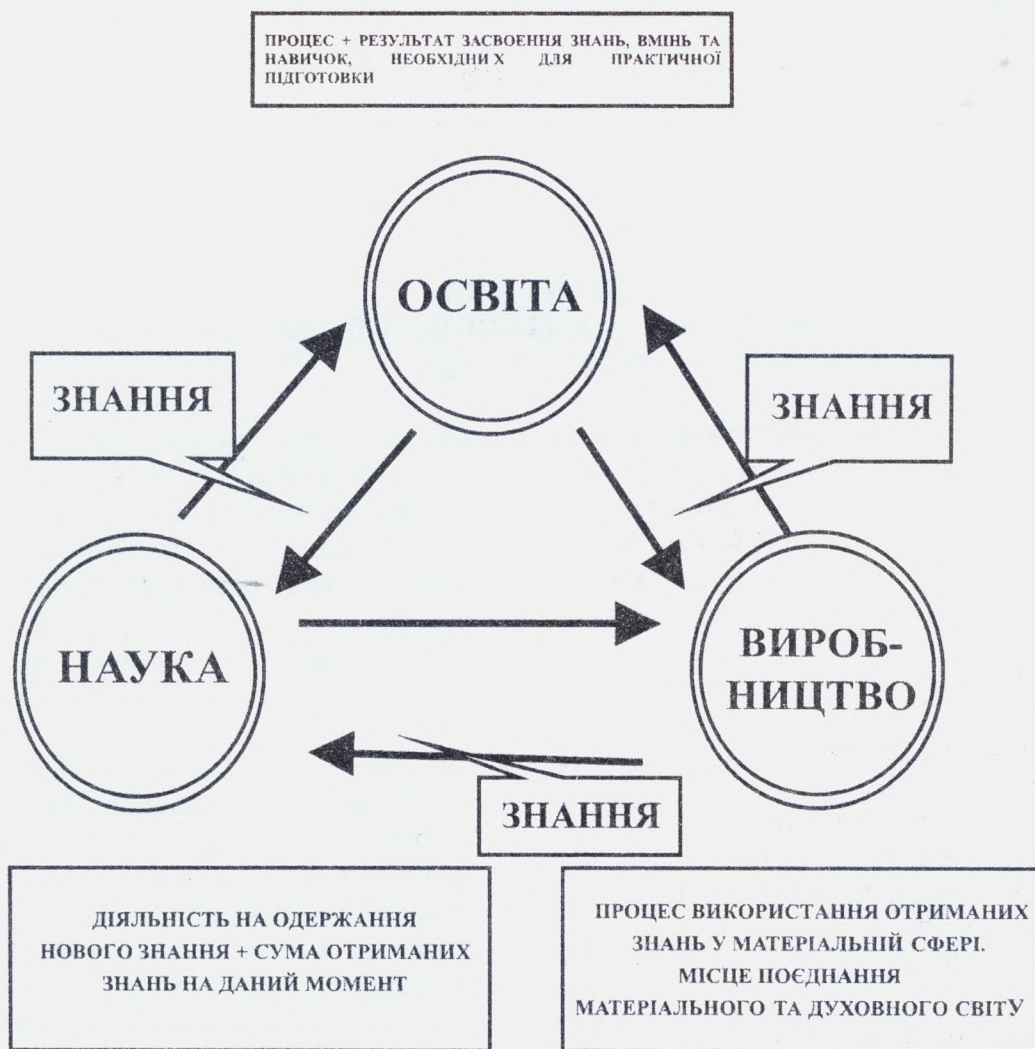 ПРОЦЕС + РЕЗУЛЬТАТ ЗАСВОЕННЯ ЗНАНЬ, ВМІНЬ ТА
НАВИЧОК, НЕОБХІДНИХ ДЛЯ ПРАКТИЧНОЇ
ПІДГОТОВКИ
ОСВІТА
ЗНАННЯ
ЗНАННЯ
НАУКА
ВИРОБ-
НИЦТВО
ЗНАННЯ
ДІЯЛЬНІСТЬ НА ОДЕРЖАННЯ
НОВОГО ЗНАННЯ + СУМА ОТРИМАНИХ
ЗНАНЬ НА ДАНИЙ МОМЕНТ
ПРОЦЕС ВИКОРИСТАННЯ ОТРИМАНИХ
ЗНАНЬ У МАТЕРІАЛЬНІЙ СФЕРІ.
МІСЦЕ ПОЄДНАННЯ
МАТЕРІАЛЬНОГО ТА ДУХОВНОГО СВІТУ